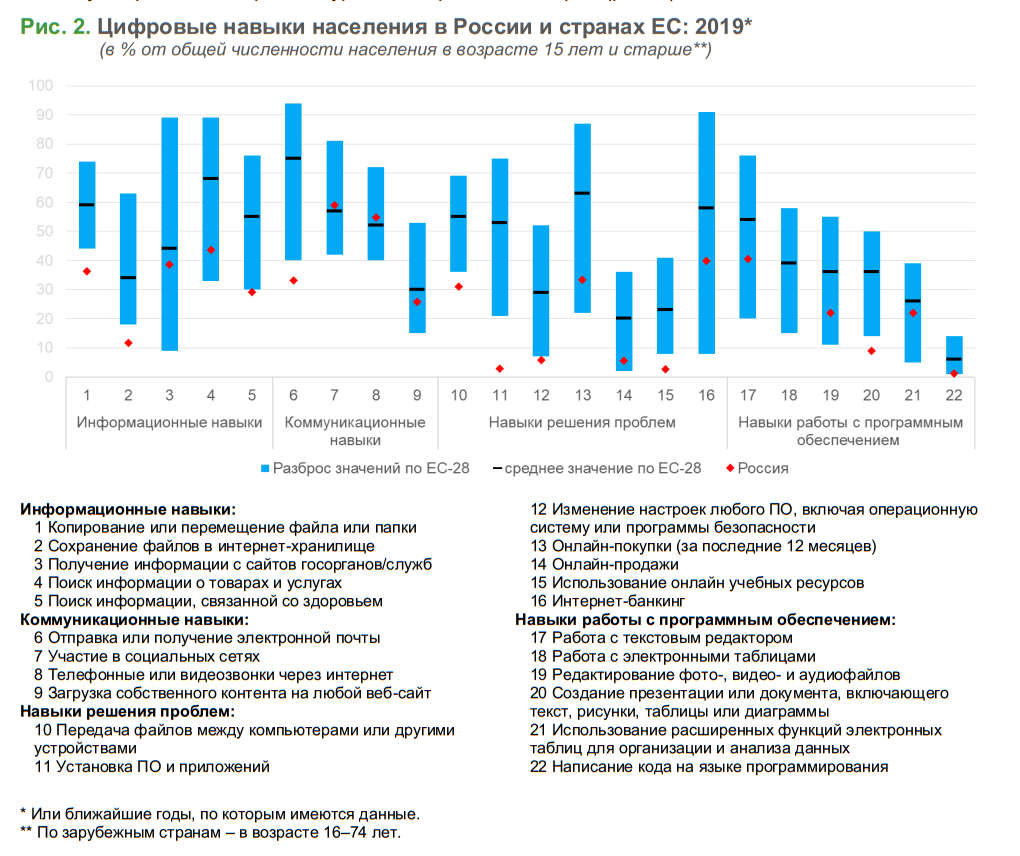 Рис. 2. Цифровые навыки населения в России и странах ЕС: 2019*
(в % от общей численности населения в возрасте 15 лет и старше**)
100
90
80
70
60
50
40
30
20
10
0
1 2 3 4 5 6 7 8 9 10 11 12 13 14 15 16 17 18 19 20 21 22
Информационные навыки
Коммуникационные
навыки
Навыки решения проблем
Навыки работы с программным
обеспечением
Разброс значений по ЕС-28
среднее значение по ЕС-28
Россия
Информационные навыки:
1 Копирование или перемещение файла или папки
2 Сохранение файлов в интернет-хранилище
3 Получение информации с сайтов госорганов/служб
4 Поиск информации о товарах и услугах
5 Поиск информации, связанной со здоровьем
Коммуникационные навыки:
6 Отправка или получение электронной почты
7 Участие в социальных сетях
8 Телефонные или видеозвонки через интернет
9 Загрузка собственного контента на любой веб-сайт
Навыки решения проблем:
10 Передача файлов между компьютерами или другими
устройствами
11 Установка ПО и приложений
12 Изменение настроек любого ПО, включая операционную
систему или программы безопасности
13 Онлайн-покупки (за последние 12 месяцев)
14 Онлайн-продажи
15 Использование онлайн учебных ресурсов
16 Интернет-банкинг
Навыки работы с программным обеспечением:
17 Работа с текстовым редактором
18 Работа с электронными таблицами
19 Редактирование фото-, видео- и аудиофайлов
20 Создание презентации или документа, включающего
текст, рисунки, таблицы или диаграммы
21 Использование расширенных функций электронных
таблиц для организации и анализа данных
22 Написание кода на языке программирования
* Или ближайшие годы, по которым имеются данные.
** По зарубежным странам – в возрасте 16–74 лет.